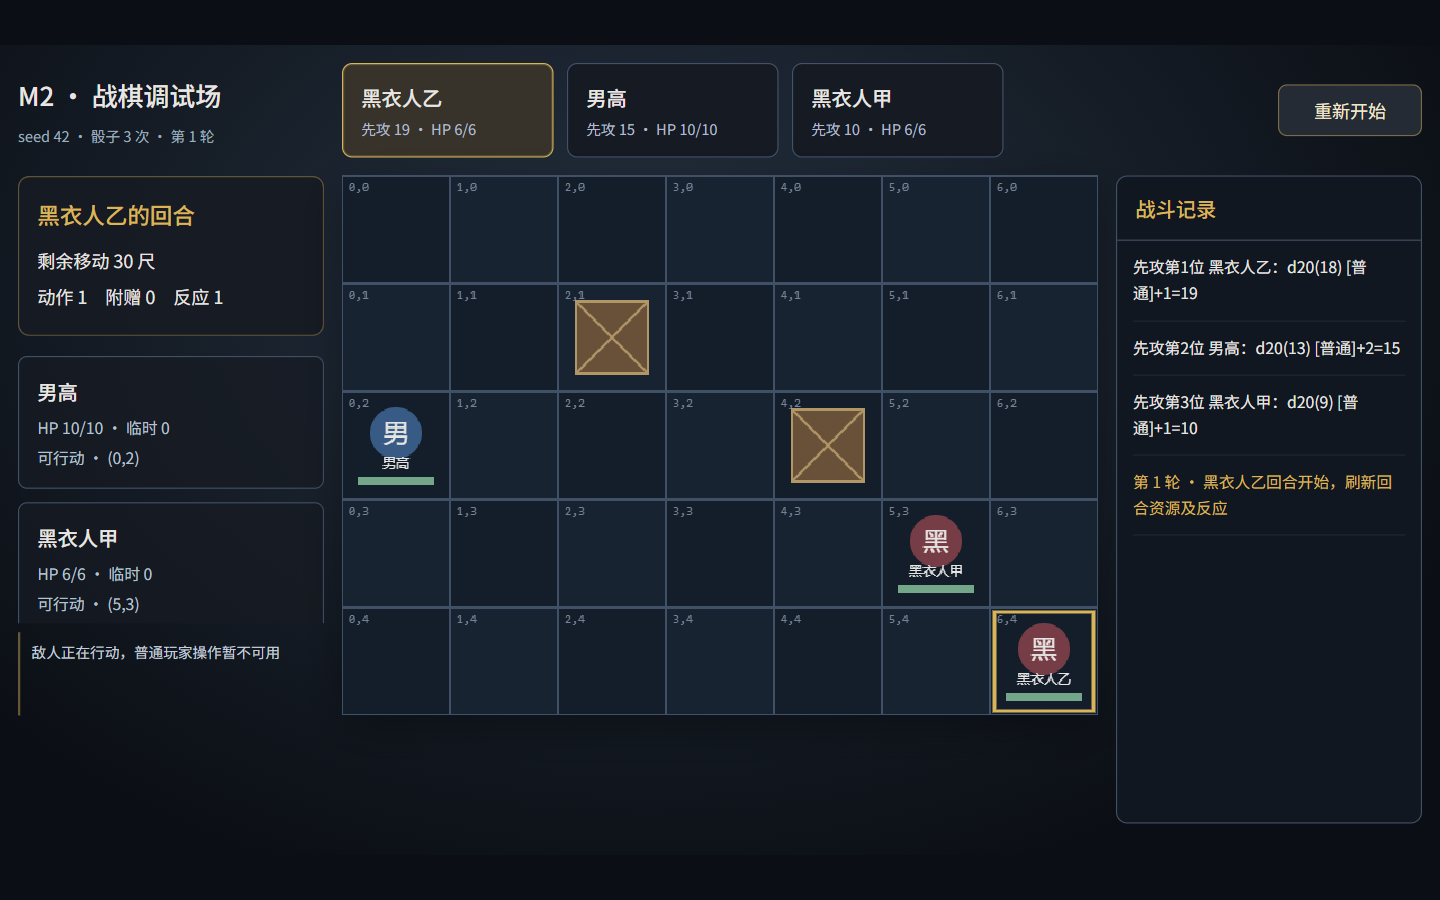 M2 · 战棋调试场
seed 42 · 骰子 3 次 · 第 1 轮
黑衣人乙
先攻 19 · HP 6/6
男高
先攻 15 · HP 10/10
黑衣人甲
先攻 10 · HP 6/6
重新开始
黑衣人乙的回合
剩余移动 30 尺
动作 1 附赠 0 反应 1
男高
HP 10/10 · 临时 0
可行动 · (0,2)
黑衣人甲
HP 6/6 · 临时 0
可行动 · (5,3)
敌人正在行动，普通玩家操作暂不可用
0,0 1,0 2,0 3,0 4,0 5,0 6,0
0,1 1,1 2,1 3,1 4,1 5,1 6,1
0,2 1,2 2,2 3,2 4,2 5,2 6,2
男
男高
0,3 1,3 2,3 3,3 4,3 5,3 6,3
黑
黑衣人甲
0,4 1,4 2,4 3,4 4,4 5,4 6,4
黑
黑衣人乙
战斗记录
先攻第1位 黑衣人乙：d20(18) [普
通]+1=19
先攻第2位 男高：d20(13) [普通]+2=15
先攻第3位 黑衣人甲：d20(9) [普
通]+1=10
第 1 轮 · 黑衣人乙回合开始，刷新回
合资源及反应